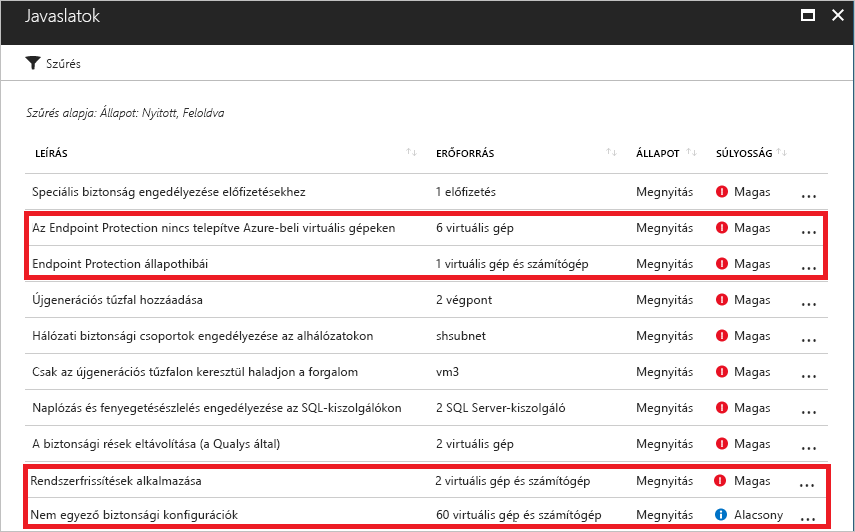 Javaslatok
Szűrés
Szűrés alapja: Állapot: Nyitott, Feloldva
LEÍRÁS ERŐFORRÁS ÁLLAPOT SÚLYOSSÁG
Speciális biztonság engedélyezése előfizetésekhez 1 előfizetés Megnyitás Magas ...
Az Endpoint Protection nincs telepítve Azure-beli virtuális gépeken 6 virtuális gép Megnyitás Magas ...
Endpoint Protection állapothibái 1 virtuális gép és számítógép Megnyitás Magas ...
Újgenerációs tűzfal hozzáadása 2 végpont Megnyitás Magas ...
Hálózati biztonsági csoportok engedélyezése az alhálózatokon shsubnet Megnyitás Magas ...
Csak az újgenerációs tűzfalon keresztül haladjon a forgalom vm3 Megnyitás Magas ...
Naplózás és fenyegetésészlelés engedélyezése az SQL-kiszolgálókon 2 SQL Server-kiszolgáló Megnyitás Magas ...
A biztonsági rések eltávolítása (a Qualys által) 2 virtuális gép Megnyitás Magas ...
Rendszerfrissítések alkalmazása 2 virtuális gép és számítógép Megnyitás Magas ...
Nem egyező biztonsági konfigurációk 60 virtuális gép és számítógép Megnyitás Alacsony ...